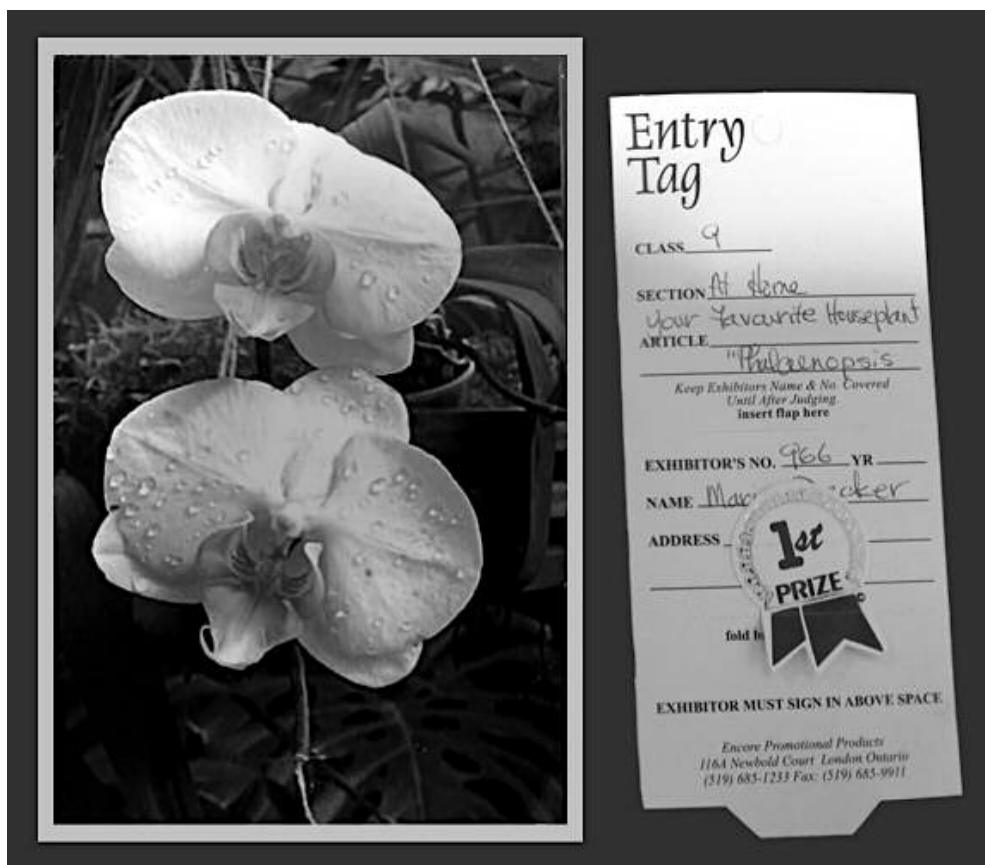 Entry
Tag
CLASS 9
SECTION At Home
Your Favourite Houseplant
ARTICLE
"Phalaenopsis
Keep Exhibitors Name & No. Covered
Until After Judging.
insert flap here
EXHIBITOR'S NO. 966 YR
NAME
ADDRESS
1st
PRIZE
fold
EXHIBITOR MUST SIGN IN ABOVE SPACE
Encore Promotional Products
116A Newbold Court London Ontario
(519) 685-1233 Fax: (519) 685-9911